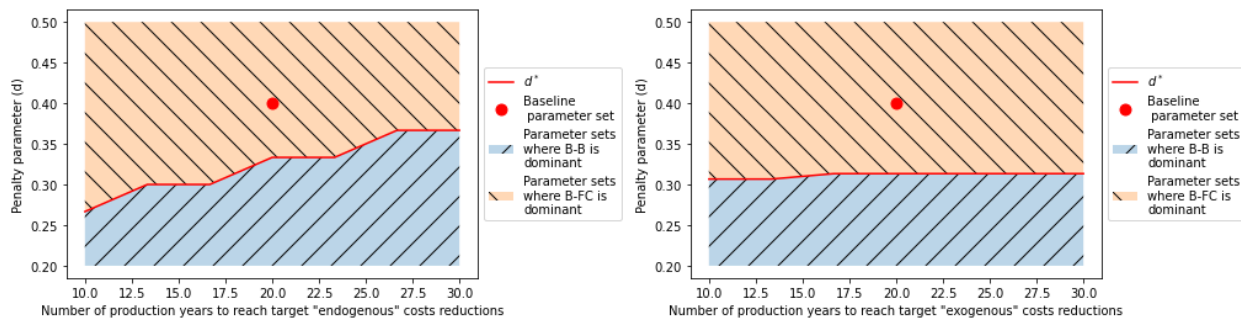 0.50
0.45
0.40
0.35
0.30
0.25
0.20
Penalty parameter (d)
10.0 12.5 15.0 17.5 20.0 22.5 25.0 27.5 30.0
Number of production years to reach target "endogenous" costs reductions
d*
Baseline
parameter set
Parameter sets
where B-B is
dominant
Parameter sets
where B-FC is
dominant
0.50
0.45
0.40
0.35
0.30
0.25
0.20
Penalty parameter (d)
10.0 12.5 15.0 17.5 20.0 22.5 25.0 27.5 30.0
Number of production years to reach target "exogenous" costs reductions
d*
Baseline
parameter set
Parameter sets
where B-B is
dominant
Parameter sets
where B-FC is
dominant